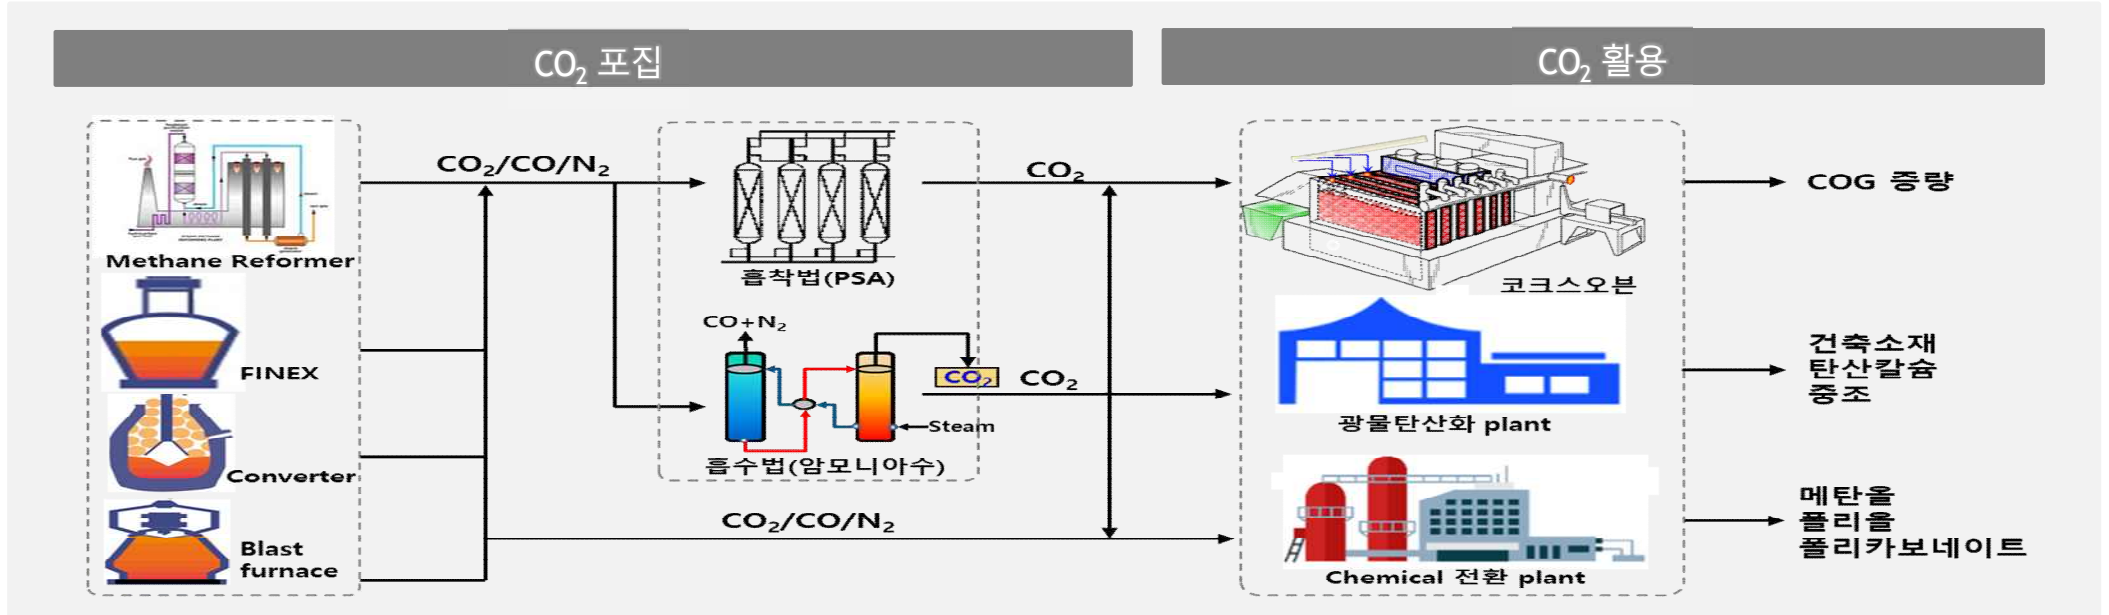 CO₂ 포집
CO₂ 활용
CO₂/CO/N₂
CO₂
COG 증량
Methane Reformer
흡착법(PSA)
코크스오븐
CO+N₂
FINEX
CO₂
CO₂
건축소재
탄산칼슘
중조
Steam
광물탄산화 plant
흡수법(암모니아수)
Converter
CO₂/CO/N₂
메탄올
폴리올
폴리카보네이트
Blast
furnace
Chemical 전환 plant